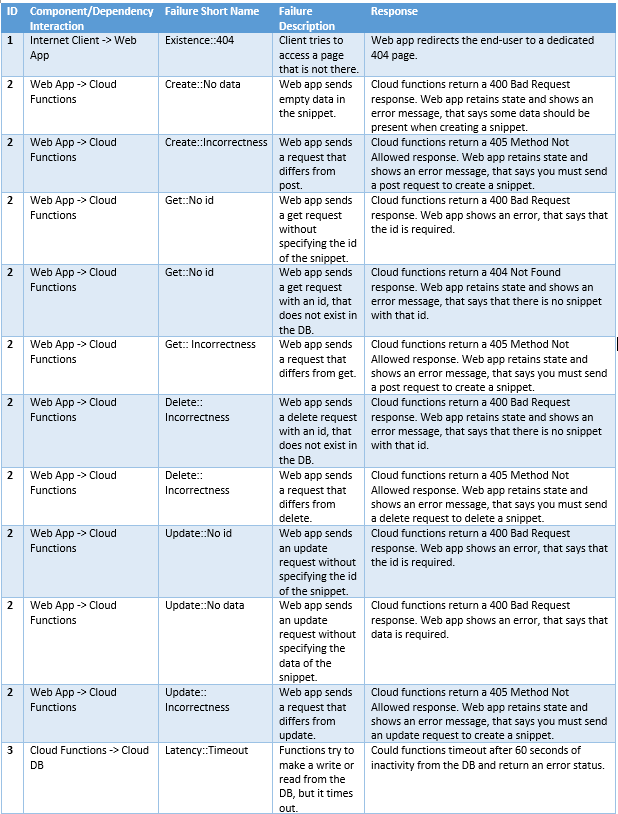 ID Component/Dependency Interaction Failure Short Name Failure Description Response
1 Internet Client -> Web App Existence::404 Client tries to access a page that is not there. Web app redirects the end-user to a dedicated 404 page.
2 Web App -> Cloud Functions Create::No data Web app sends empty data in the snippet. Cloud functions return a 400 Bad Request response. Web app retains state and shows an error message, that says some data should be present when creating a snippet.
2 Web App -> Cloud Functions Create::Incorrectness Web app sends a request that differs from post. Cloud functions return a 405 Method Not Allowed response. Web app retains state and shows an error message, that says you must send a post request to create a snippet.
2 Web App -> Cloud Functions Get::No id Web app sends a get request without specifying the id of the snippet. Cloud functions return a 400 Bad Request response. Web app shows an error, that says that the id is required.
2 Web App -> Cloud Functions Get::No id Web app sends a get request with an id, that does not exist in the DB. Cloud functions return a 404 Not Found response. Web app retains state and shows an error message, that says that there is no snippet with that id.
2 Web App -> Cloud Functions Get:: Incorrectness Web app sends a request that differs from get. Cloud functions return a 405 Method Not Allowed response. Web app retains state and shows an error message, that says you must send a post request to create a snippet.
2 Web App -> Cloud Functions Delete:: Incorrectness Web app sends a delete request with an id, that does not exist in the DB. Cloud functions return a 400 Bad Request response. Web app retains state and shows an error message, that says that there is no snippet with that id.
2 Web App -> Cloud Functions Delete:: Incorrectness Web app sends a request that differs from delete. Cloud functions return a 405 Method Not Allowed response. Web app retains state and shows an error message, that says you must send a delete request to delete a snippet.
2 Web App -> Cloud Functions Update::No id Web app sends an update request without specifying the id of the snippet. Cloud functions return a 400 Bad Request response. Web app shows an error, that says that the id is required.
2 Web App -> Cloud Functions Update::No data Web app sends an update request without specifying the data of the snippet. Cloud functions return a 400 Bad Request response. Web app shows an error, that says that data is required.
2 Web App -> Cloud Functions Update:: Incorrectness Web app sends a request that differs from update. Cloud functions return a 405 Method Not Allowed response. Web app retains state and shows an error message, that says you must send an update request to create a snippet.
3 Cloud Functions -> Cloud DB Latency::Timeout Functions try to make a write or read from the DB, but it times out. Could functions timeout after 60 seconds of inactivity from the DB and return an error status.